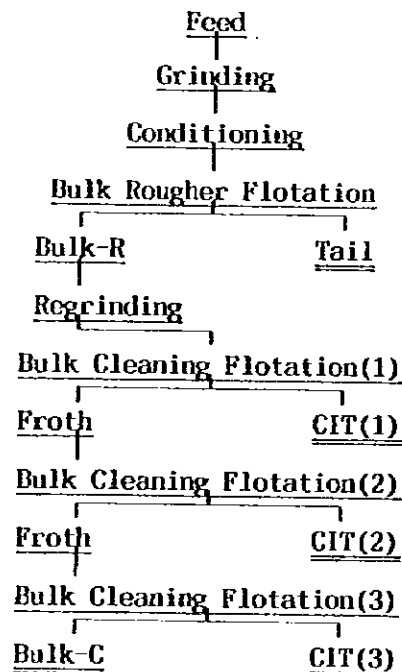 Feed
Grinding
Conditioning
Bulk Rougher Flotation
Bulk-R Tail
Regrinding
Bulk Cleaning Flotation(1)
Froth CIT(1)
Bulk Cleaning Flotation(2)
Froth CIT(2)
Bulk Cleaning Flotation(3)
Bulk-C CIT(3)